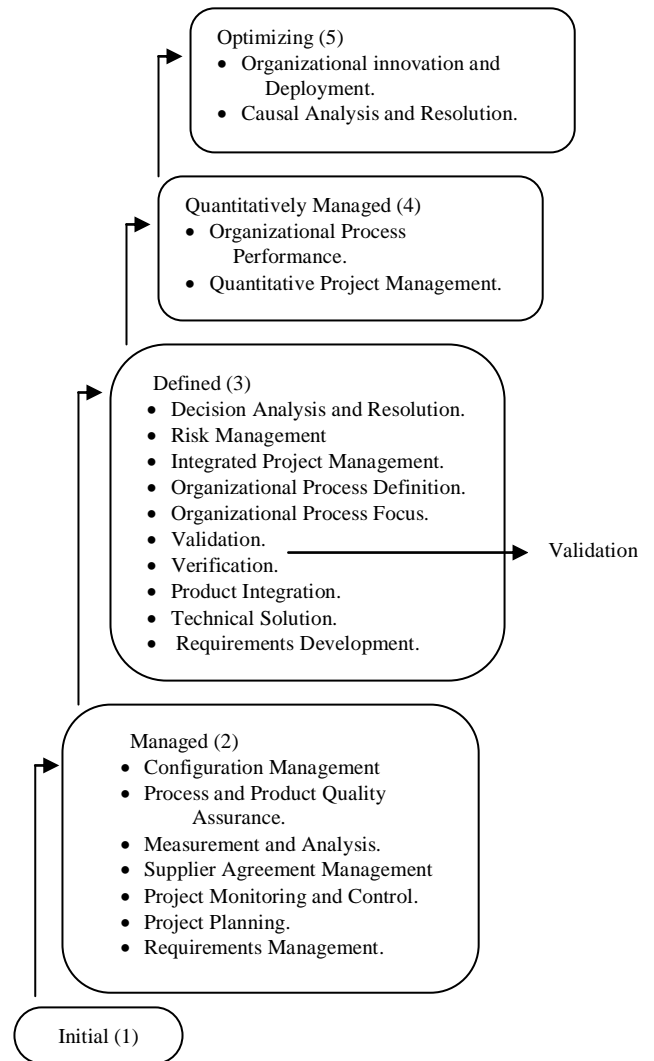 Optimizing (5)
• Organizational innovation and
Deployment.
• Causal Analysis and Resolution.
Quantitatively Managed (4)
• Organizational Process
Performance.
• Quantitative Project Management.
Defined (3)
• Decision Analysis and Resolution.
• Risk Management
• Integrated Project Management.
• Organizational Process Definition.
• Organizational Process Focus.
• Validation.
• Verification.
• Product Integration.
• Technical Solution.
• Requirements Development.
Validation
Managed (2)
• Configuration Management
• Process and Product Quality
Assurance.
• Measurement and Analysis.
• Supplier Agreement Management
• Project Monitoring and Control.
• Project Planning.
• Requirements Management.
Initial (1)